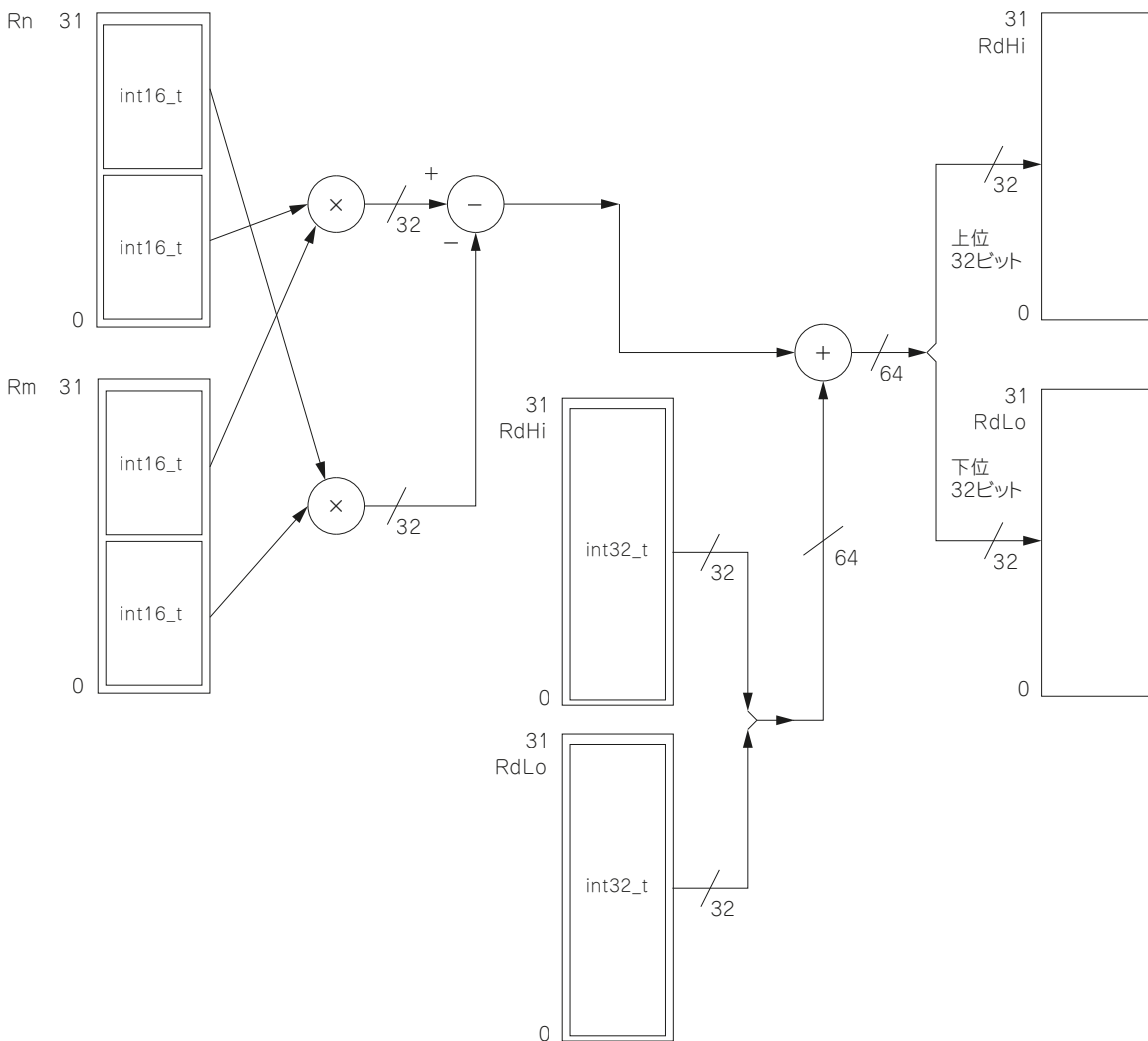 Rn 31
int16_t
int16_t
0
Rm 31
int16_t
int16_t
0
×
32
+
−
−
×
32
31
RdHi
int32_t
32
0
31
RdLo
int32_t
32
0
64
+
64
31
RdHi
32
上位
32ビット
0
31
RdLo
下位
32ビット
32
0